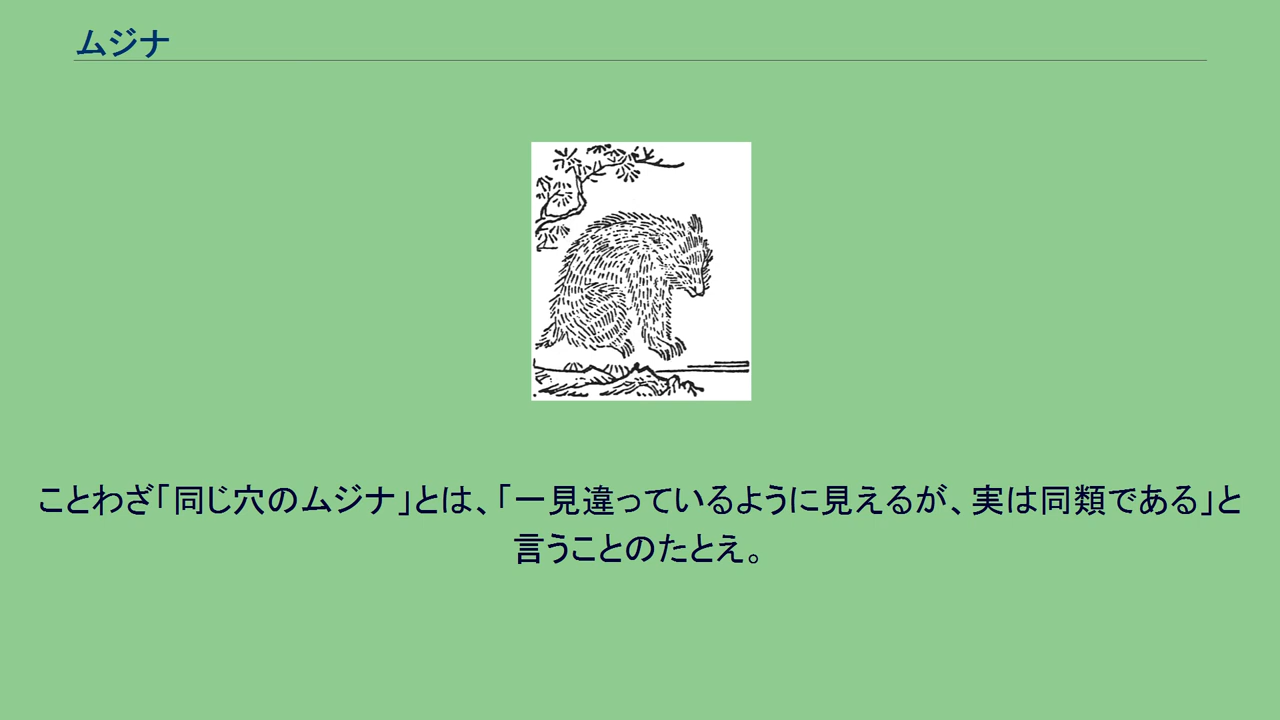 ムジナ
ことわざ「同じ穴のムジナ」とは、「一見違っているように見えるが、実は同類である」と
言うことのたとえ。